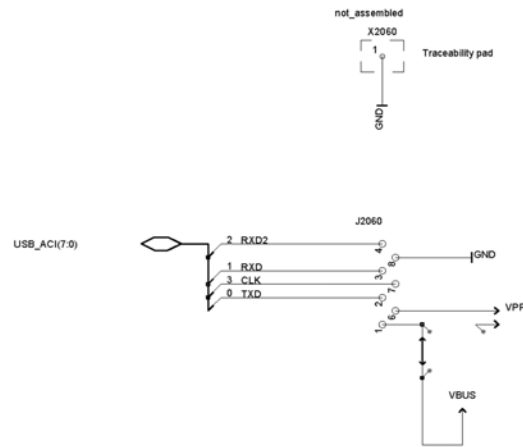 not_assembled
X2060
1
Traceability pad
GND
J2060
USB_ACI(7:0)
2 RXD2
4
8
GND
1 RXD
3
3 CLK
7
0 TXD
2
6
VPP
1
VBUS